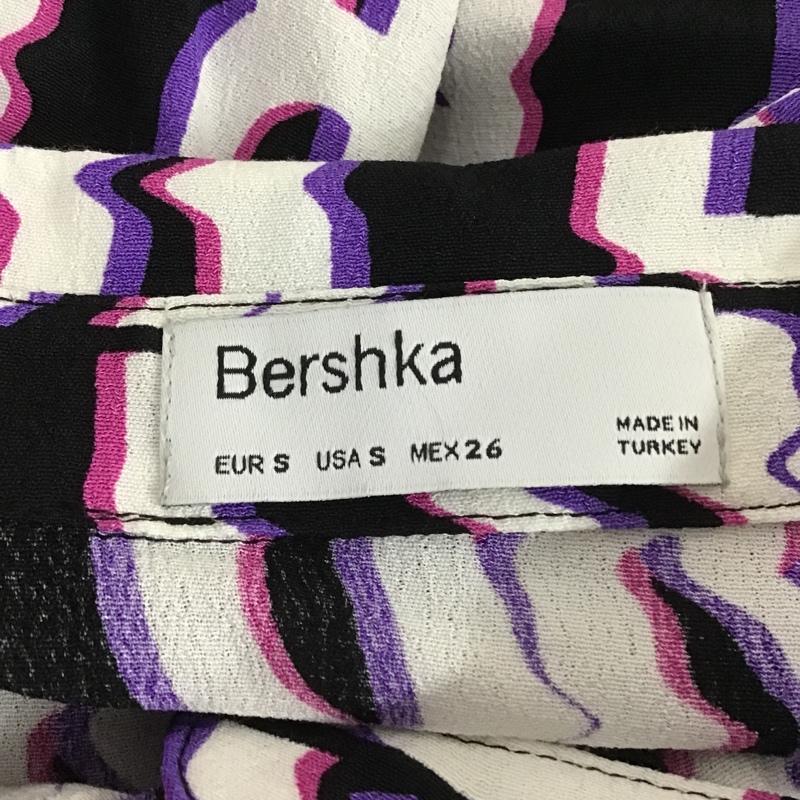 Bershka
EUR S USA S MEX 26
MADE IN
TURKEY